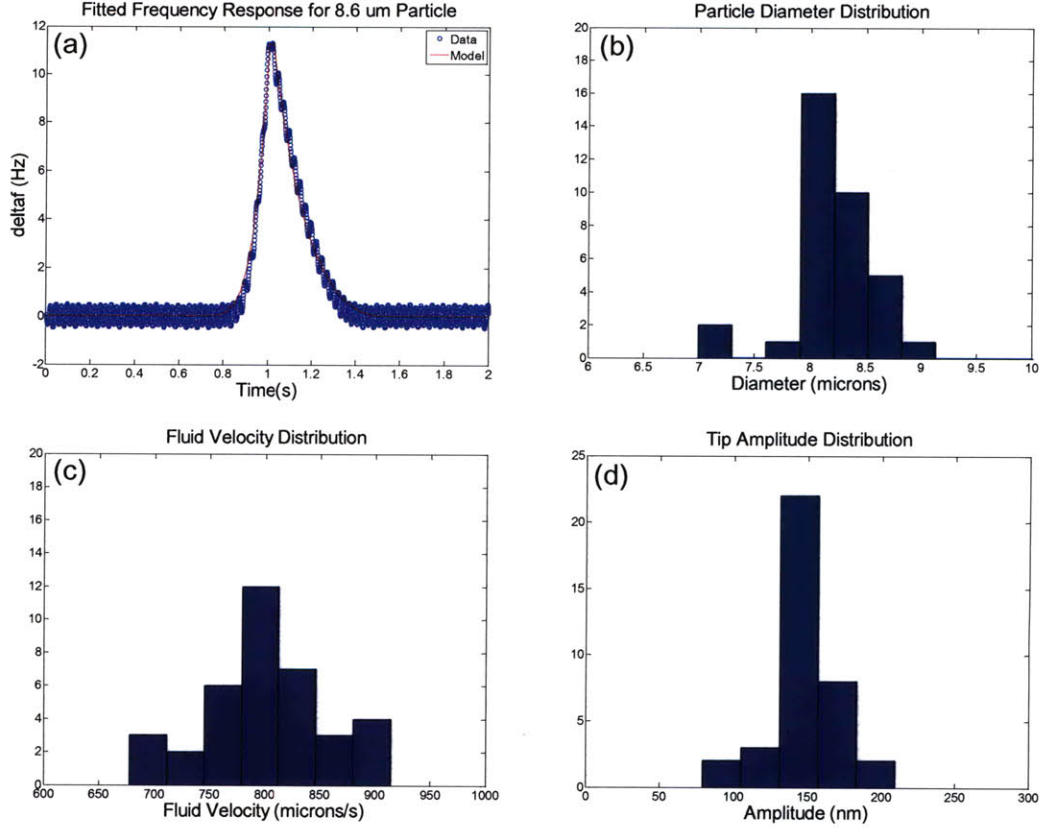 Fitted Frequency Response for 8.6 um Particle
(a)
Data
Model
deltaf (Hz)
12
10
8
6
4
2
0
-2
0 0.2 0.4 0.6 0.8 1 1.2 1.4 1.6 1.8 2
Time(s)
Particle Diameter Distribution
(b)
20
18
16
14
12
10
8
6
4
2
0
6 6.5 7 7.5 8 8.5 9 9.5 10
Diameter (microns)
Fluid Velocity Distribution
(c)
20
18
16
14
12
10
8
6
4
2
0
600 650 700 750 800 850 900 950 1000
Fluid Velocity (microns/s)
Tip Amplitude Distribution
(d)
25
20
15
10
5
0
0 50 100 150 200 250 300
Amplitude (nm)